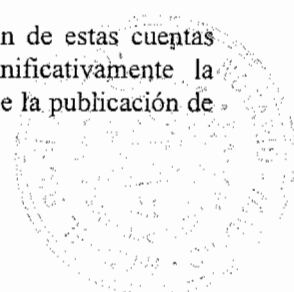 n de estas cuentas
nificativamente la
e la publicación de